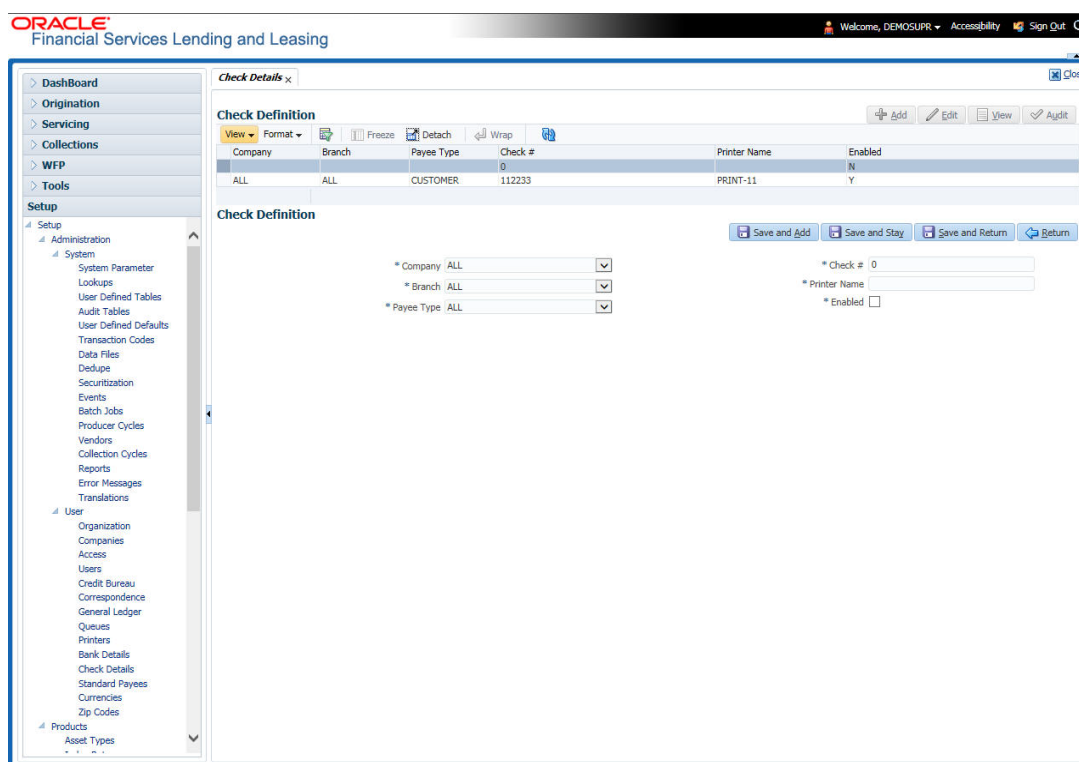 ORACLE
Financial Services Lending and Leasing
Welcome, DEMOSUPR Accessibility Sign Out
DashBoard
Origination
Servicing
Collections
WFP
Tools
Setup
Setup
Administration
System
System Parameter
Lookups
User Defined Tables
Audit Tables
User Defined Defaults
Transaction Codes
Data Files
Dedupe
Securitization
Events
Batch Jobs
Producer Cycles
Vendors
Collection Cycles
Reports
Error Messages
Translations
User
Organization
Companies
Access
Users
Credit Bureau
Correspondence
General Ledger
Queues
Printers
Bank Details
Check Details
Standard Payees
Currencies
Zip Codes
Products
Asset Types
Check Details x
Clos
Check Definition
Add Edit View Audit
View Format Freeze Detach Wrap
Company Branch Payee Type Check # Printer Name Enabled
0 N
ALL ALL CUSTOMER 112233 PRINT-11 Y
Check Definition
Save and Add Save and Stay Save and Return Return
* Company ALL
* Branch ALL
* Payee Type ALL
* Check # 0
* Printer Name
* Enabled